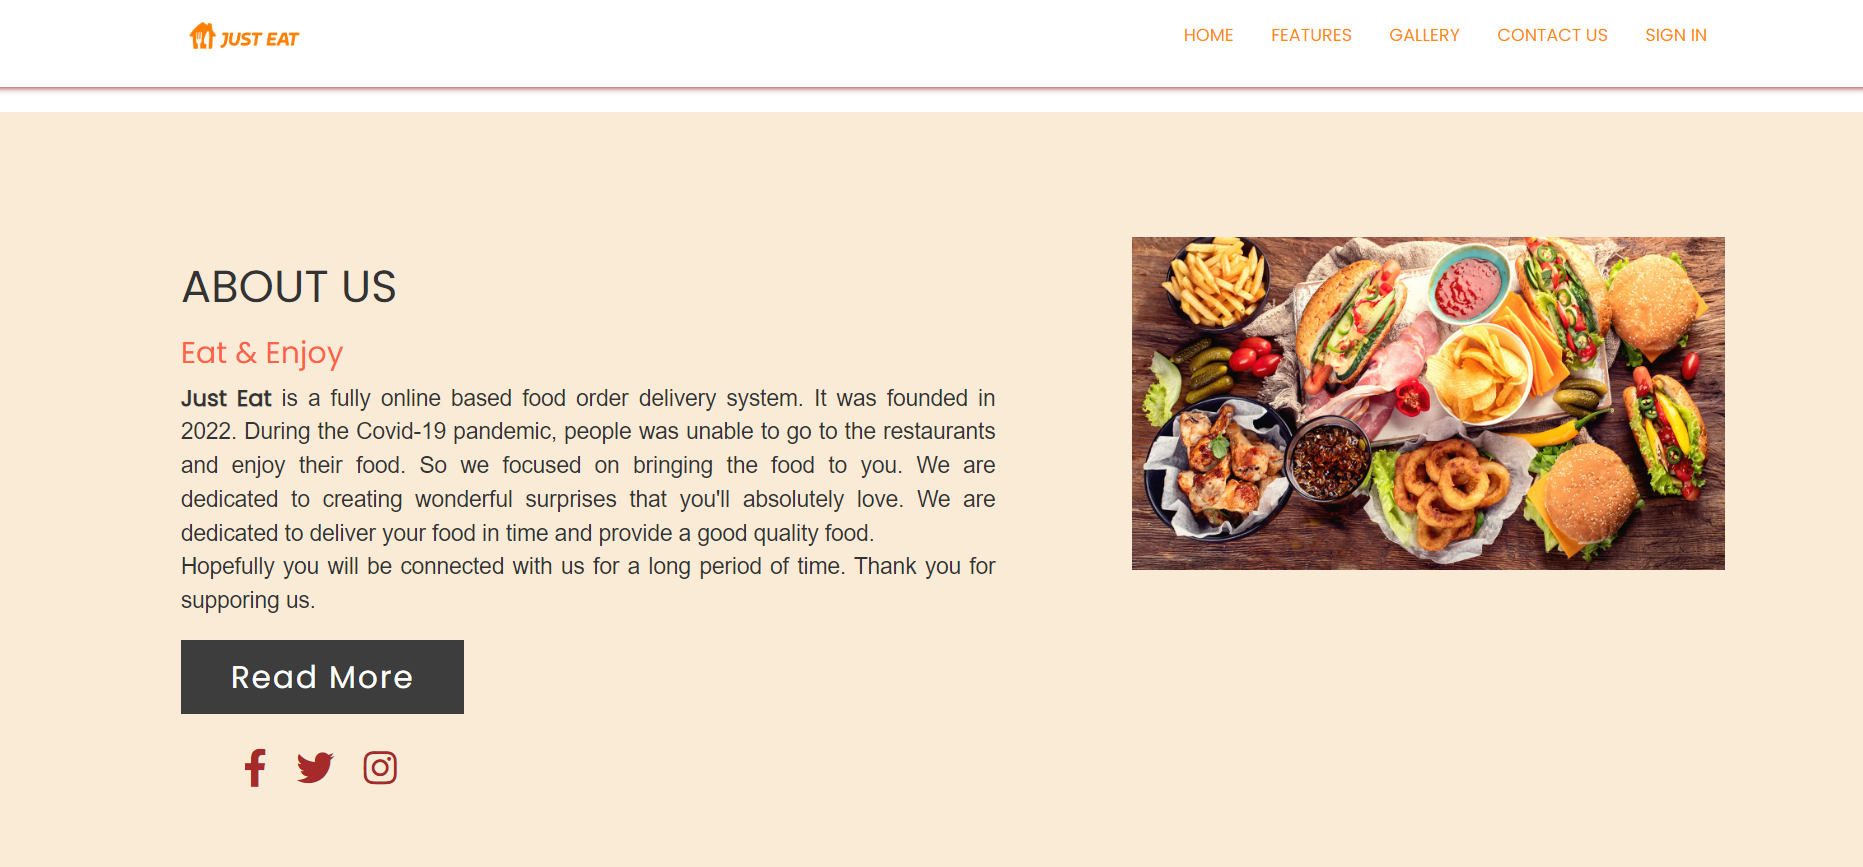 JUST EAT
HOME FEATURES GALLERY CONTACT US SIGN IN
ABOUT US
Eat & Enjoy
Just Eat is a fully online based food order delivery system. It was founded in
2022. During the Covid-19 pandemic, people was unable to go to the restaurants
and enjoy their food. So we focused on bringing the food to you. We are
dedicated to creating wonderful surprises that you'll absolutely love. We are
dedicated to deliver your food in time and provide a good quality food.
Hopefully you will be connected with us for a long period of time. Thank you for
supporing us.
Read More